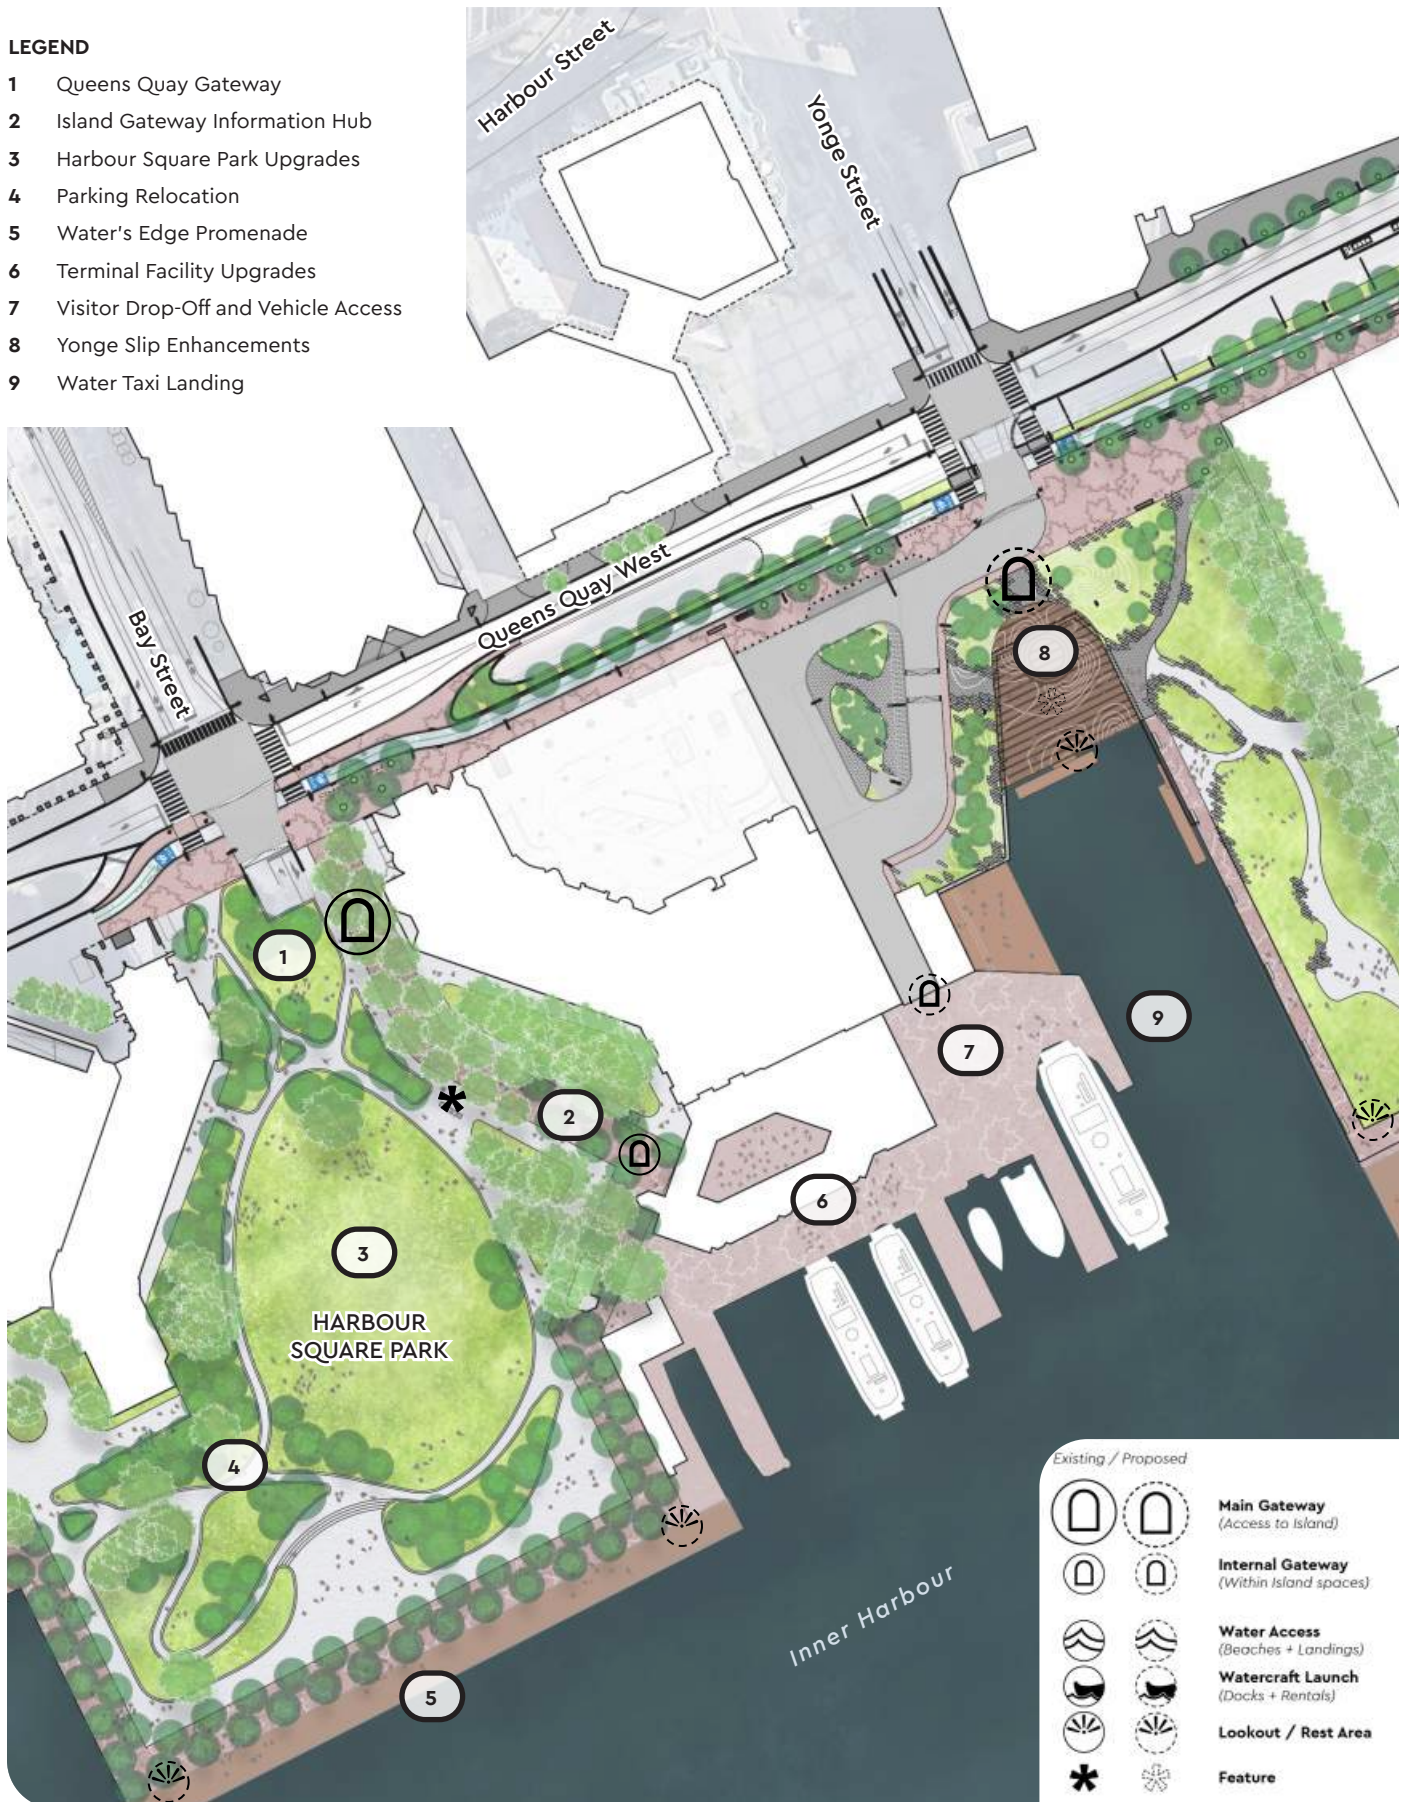 LEGEND
1 Queens Quay Gateway
2 Island Gateway Information Hub
3 Harbour Square Park Upgrades
4 Parking Relocation
5 Water's Edge Promenade
6 Terminal Facility Upgrades
7 Visitor Drop-Off and Vehicle Access
8 Yonge Slip Enhancements
9 Water Taxi Landing
Harbour Street
Yonge Street
Queens Quay West
Bay Street
8
1
9
7
2
6
3
HARBOUR
SQUARE PARK
4
5
Inner Harbour
Existing / Proposed
Main Gateway
(Access to Island)
Internal Gateway
(Within Island spaces)
Water Access
(Beaches + Landings)
Watercraft Launch
(Docks + Rentals)
Lookout / Rest Area
Feature